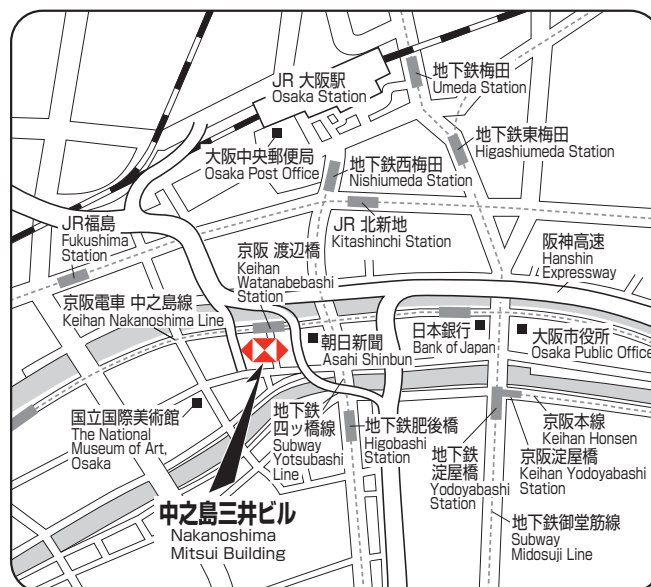 JR 大阪駅
Osaka Station
地下鉄梅田
Umeda Station
大阪中央郵便局
Osaka Post Office
地下鉄東梅田
Higashiumeda Station
地下鉄西梅田
Nishiumeda Station
JR福島
Fukushima
Station
JR 北新地
Kitashinchi Station
京阪 渡辺橋
Keihan
Watanabebashi
Station
阪神高速
Hanshin
Expressway
京阪電車 中之島線
Keihan Nakanoshima Line
朝日新聞
Asahi Shinbun
日本銀行
Bank of Japan
大阪市役所
Osaka Public Office
国立国際美術館
The National
Museum of Art,
Osaka
地下鉄
四ッ橋線
Subway
Yotsubashi
Line
地下鉄肥後橋
Higobashi
Station
地下鉄
淀屋橋
Yodoyabashi
Station
京阪本線
Keihan Honsen
京阪淀屋橋
Keihan Yodoyabashi
Station
中之島三井ビル
Nakanoshima
Mitsui Building
地下鉄御堂筋線
Subway
Midosuji Line